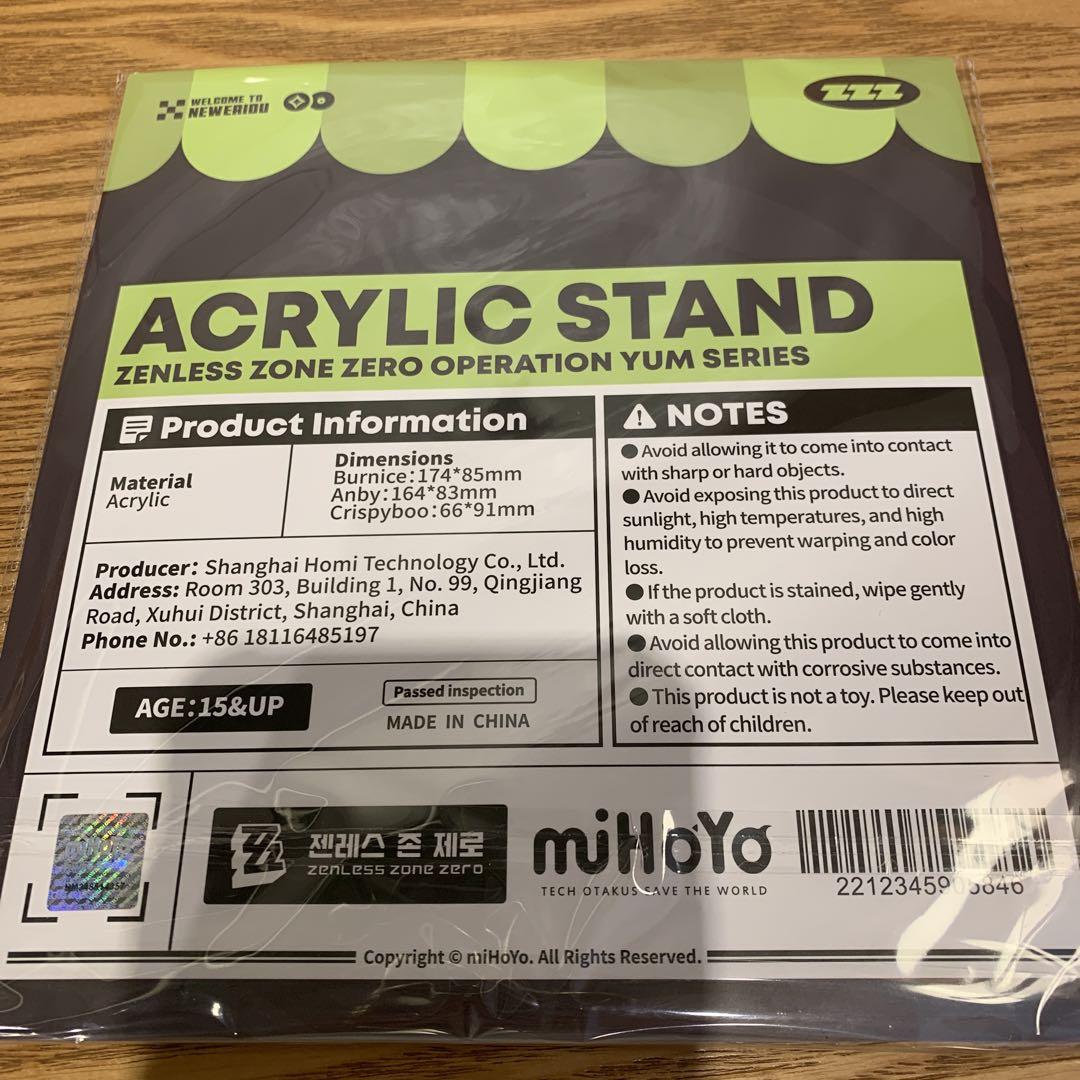 WELCOME TO
NEWERIDU
ZZZ
ACRYLIC STAND
ZENLESS ZONE ZERO OPERATION YUM SERIES
Product Information
Material
Acrylic
Dimensions
Burnice:174*85mm
Anby:164*83mm
Crispyboo:66*91mm
Producer: Shanghai Homi Technology Co., Ltd.
Address: Room 303, Building 1, No. 99, Qingjiang
Road, Xuhui District, Shanghai, China
Phone No.: +86 18116485197
AGE:15&UP
Passed inspection
MADE IN CHINA
NOTES
● Avoid allowing it to come into contact
with sharp or hard objects.
● Avoid exposing this product to direct
sunlight, high temperatures, and high
humidity to prevent warping and color
loss.
● If the product is stained, wipe gently
with a soft cloth.
● Avoid allowing this product to come into
direct contact with corrosive substances.
● This product is not a toy. Please keep out
of reach of children.
젠레스 존 제로
ZENLESS ZONE ZERO
miHoYo
TECH OTAKUS SAVE THE WORLD
Copyright © miHoYo. All Rights Reserved.